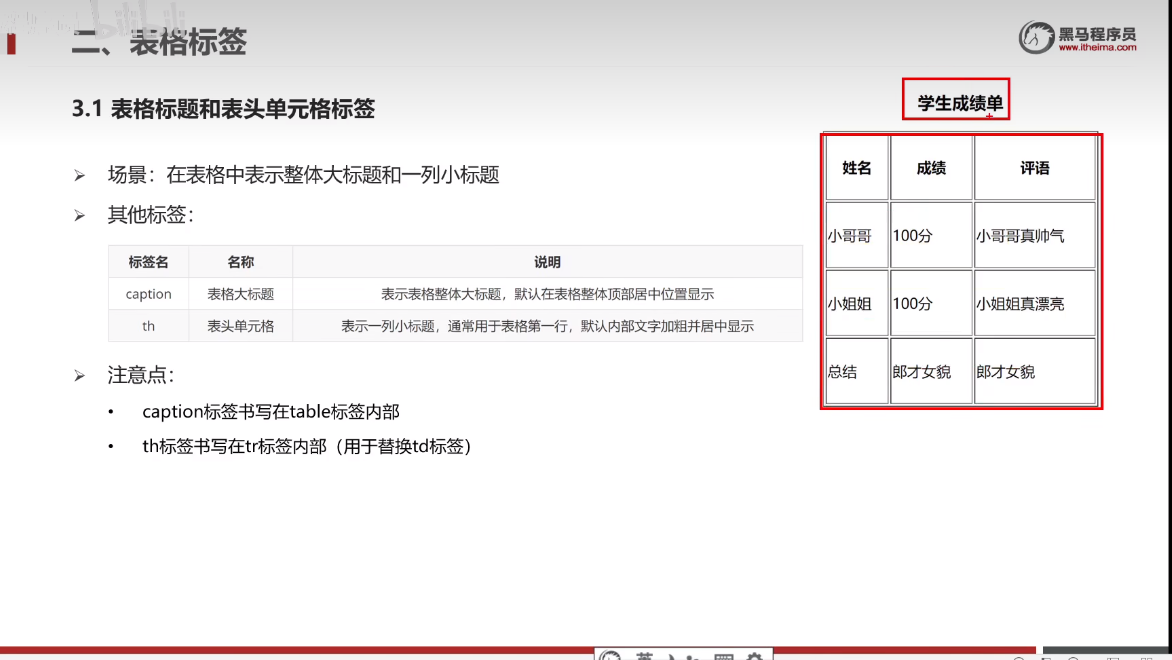 bilibili
二、表格标签
黑马程序员
www.itheima.com
3.1 表格标题和表头单元格标签
学生成绩单
➢ 场景：在表格中表示整体大标题和一列小标题
➢ 其他标签：
标签名 名称 说明
caption 表格大标题 表示表格整体大标题，默认在表格整体顶部居中位置显示
th 表头单元格 表示一列小标题，通常用于表格第一行，默认内部文字加粗并居中显示
➢ 注意点：
• caption标签书写在table标签内部
• th标签书写在tr标签内部（用于替换td标签）
姓名 成绩 评语
小哥哥 100分 小哥哥真帅气
小姐姐 100分 小姐姐真漂亮
总结 郎才女貌 郎才女貌
英